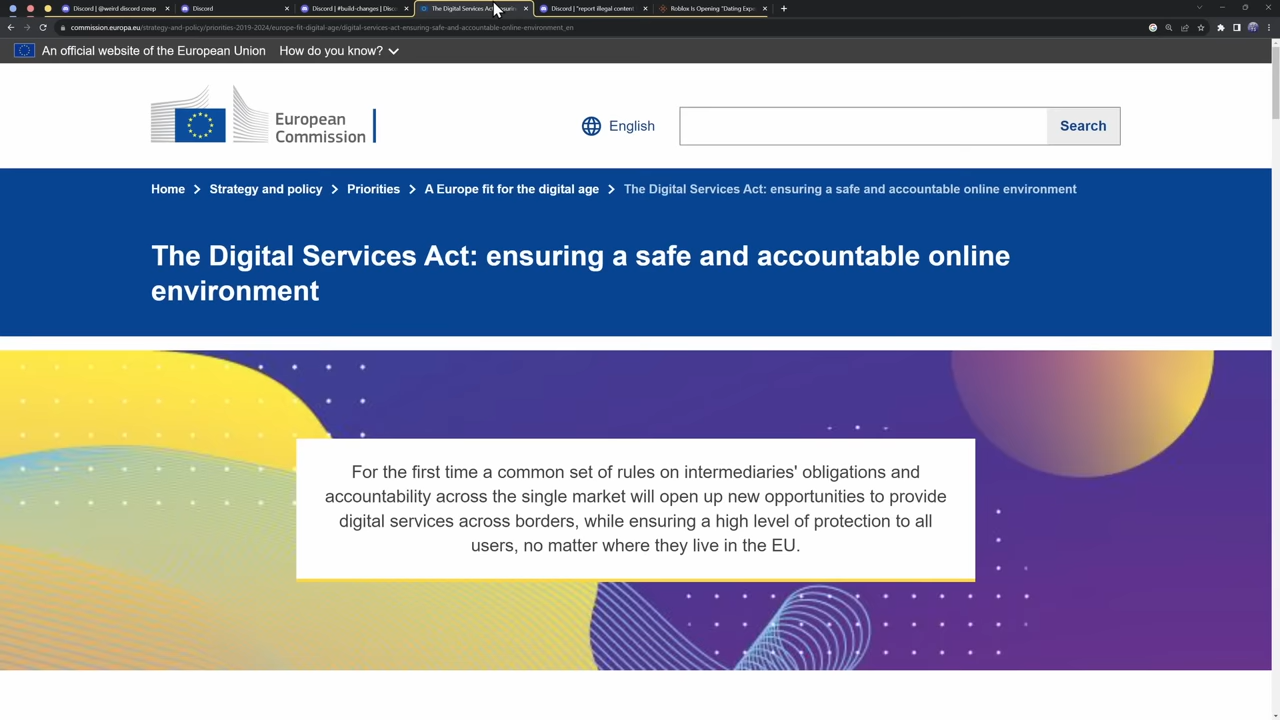 Discord | @weird discord creep
Discord
Discord | #build-changes | Disc
The Digital Services Act: ensurin
Discord | "report illegal content
Roblox Is Opening "Dating Exp
commission.europa.eu/strategy-and-policy/priorities-2019-2024/europe-fit-digital-age/digital-services-act-ensuring-safe-and-accountable-online-environment_en
An official website of the European Union How do you know?
European
Commission
English
Search
Home > Strategy and policy > Priorities > A Europe fit for the digital age > The Digital Services Act: ensuring a safe and accountable online environment
The Digital Services Act: ensuring a safe and accountable online
environment
For the first time a common set of rules on intermediaries' obligations and
accountability across the single market will open up new opportunities to provide
digital services across borders, while ensuring a high level of protection to all
users, no matter where they live in the EU.